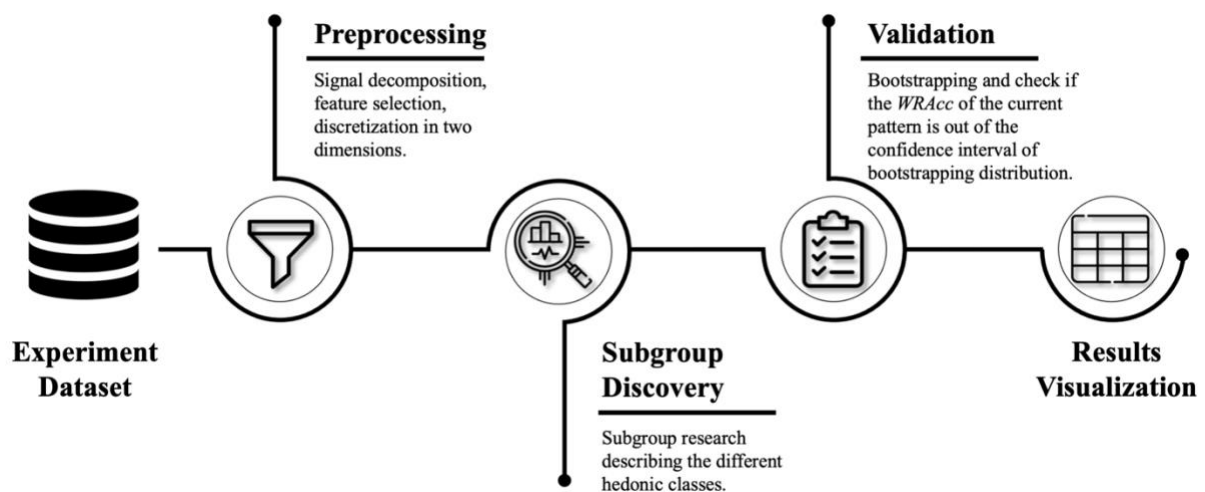 Preprocessing
Signal decomposition,
feature selection,
discretization in two
dimensions.
Validation
Bootstrapping and check if
the WRAcc of the current
pattern is out of the
confidence interval of
bootstrapping distribution.
Experiment
Dataset
Subgroup
Discovery
Subgroup research
describing the different
hedonic classes.
Results
Visualization